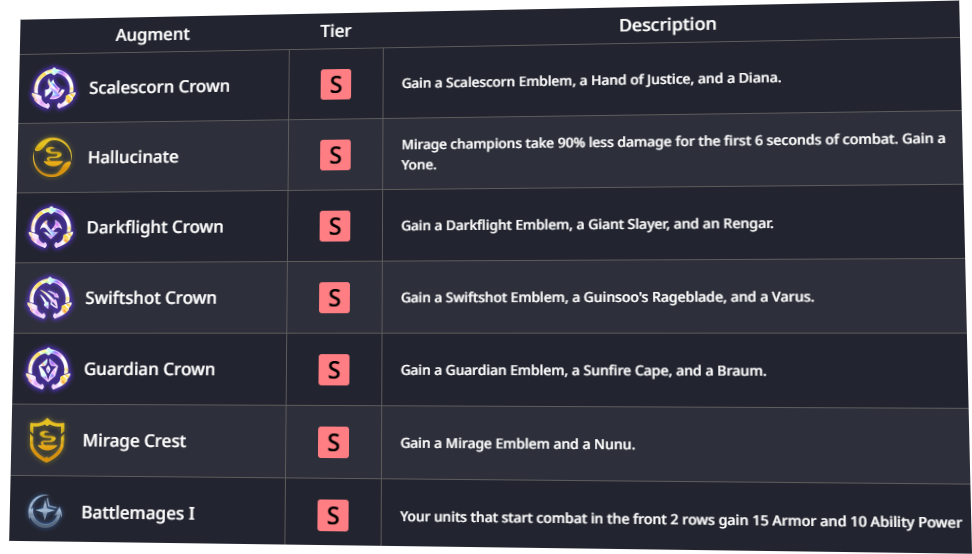 Augment Tier Description
Scalescorn Crown S Gain a Scalescorn Emblem, a Hand of Justice, and a Diana.
Hallucinate S Mirage champions take 90% less damage for the first 6 seconds of combat. Gain a
Yone.
Darkflight Crown S Gain a Darkflight Emblem, a Giant Slayer, and an Rengar.
Swiftshot Crown S Gain a Swiftshot Emblem, a Guinsoo's Rageblade, and a Varus.
Guardian Crown S Gain a Guardian Emblem, a Sunfire Cape, and a Braum.
Mirage Crest S Gain a Mirage Emblem and a Nunu.
Battlemages I S Your units that start combat in the front 2 rows gain 15 Armor and 10 Ability Power